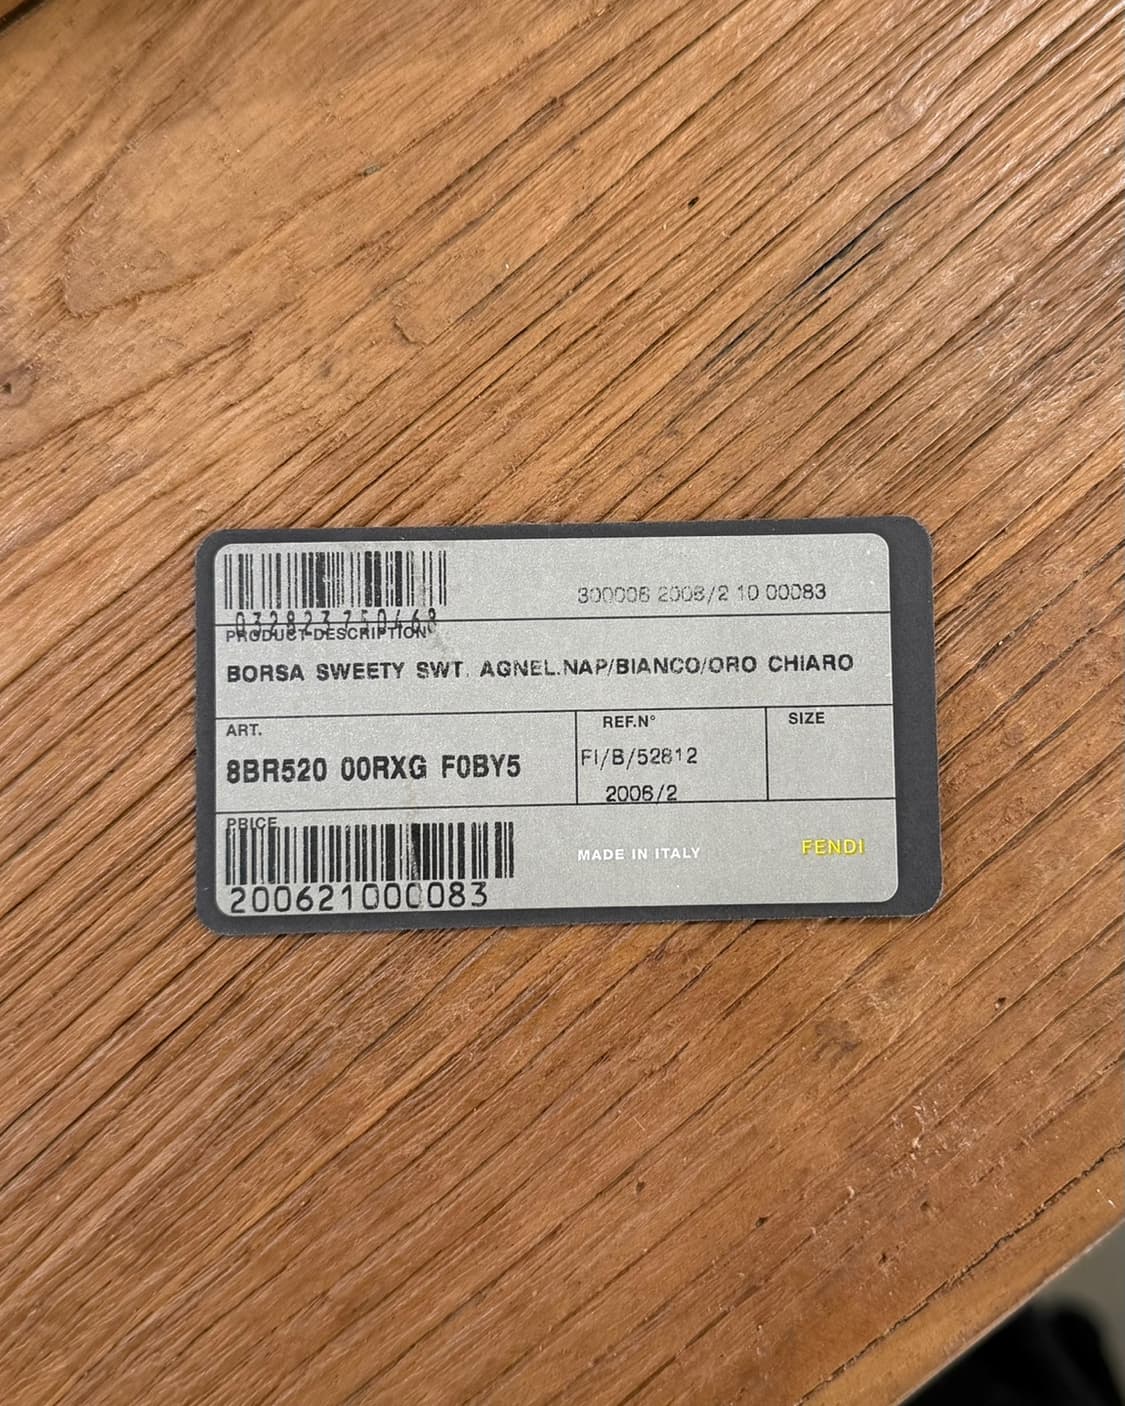 300006 2006/2 10 00083
032823750468
PRODUCT DESCRIPTION
BORSA SWEETY SWT. AGNEL.NAP/BIANCO/ORO CHIARO
ART.
8BR520 00RXG F0BY5
REF.N°
FI/B/52812
2006/2
SIZE
PRICE
200621000083
MADE IN ITALY
FENDI